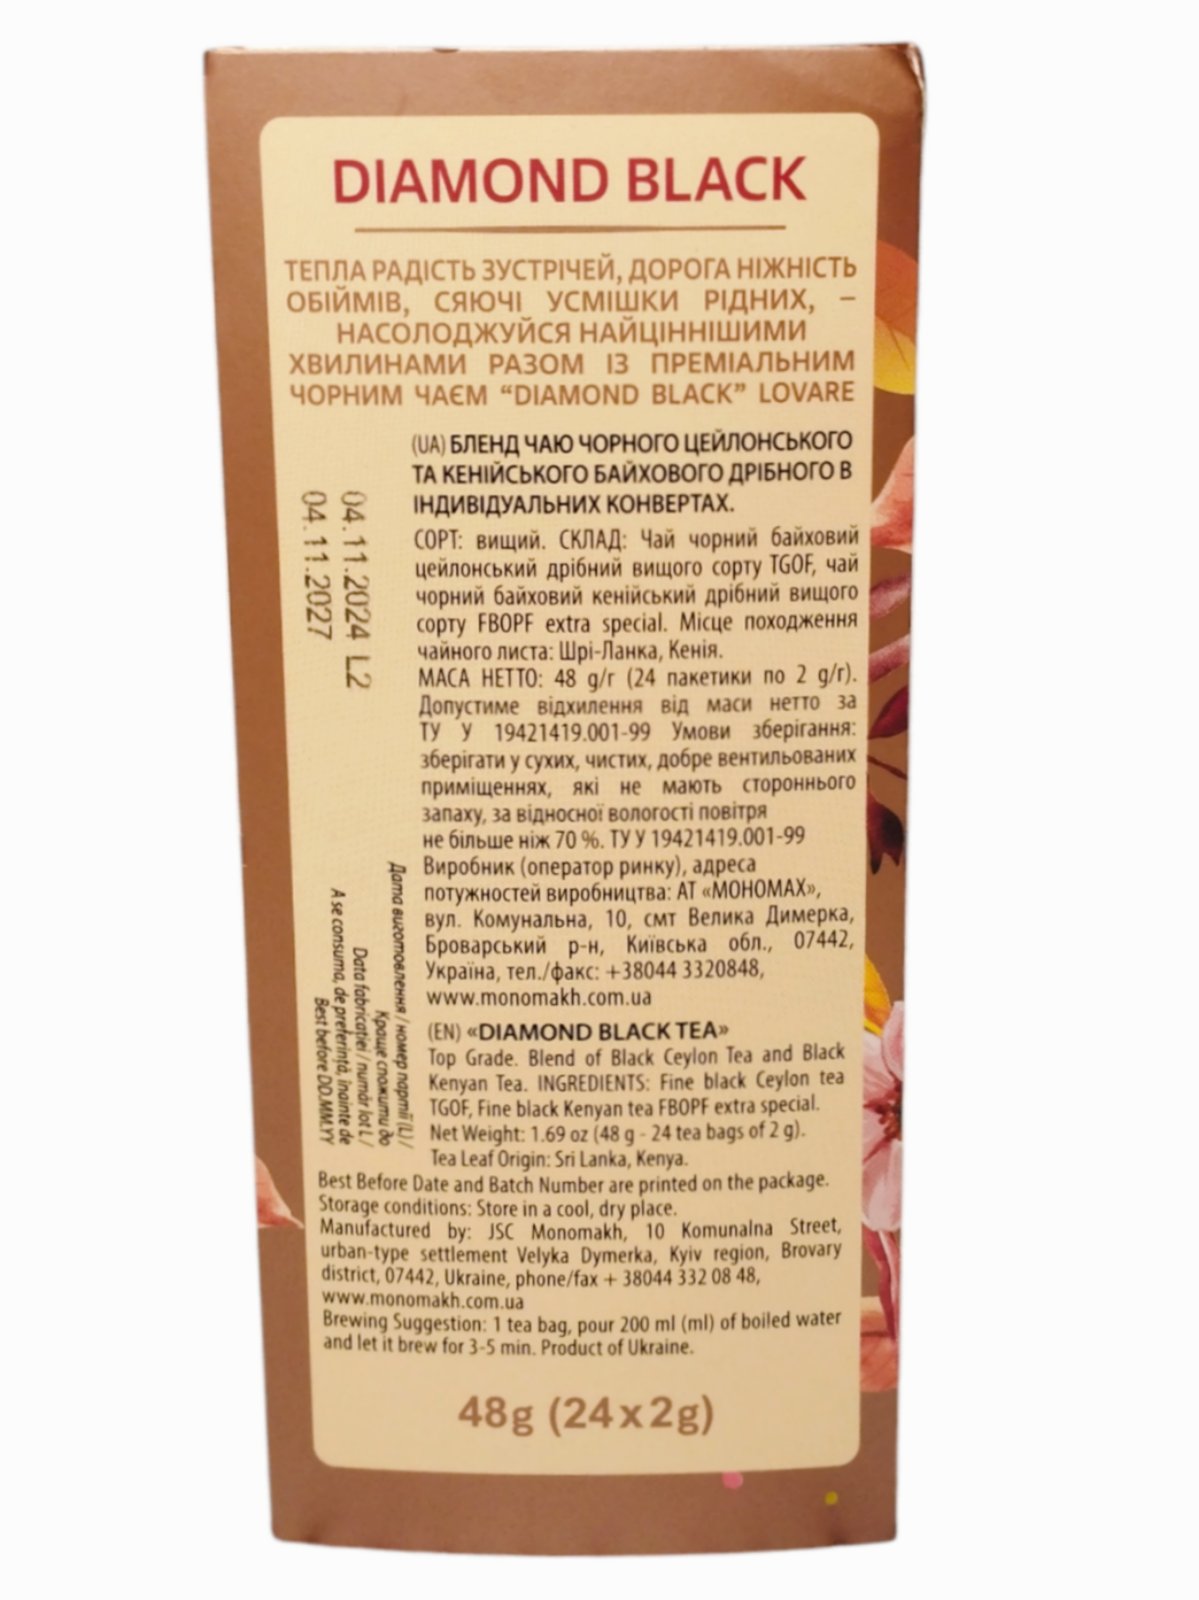 DIAMOND BLACK
ТЕПЛА РАДІСТЬ ЗУСТРІЧЕЙ, ДОРОГА НІЖНІСТЬ
ОБІЙМІВ, СЯЮЧІ УСМІШКИ РІДНИХ, –
НАСОЛОДЖУЙСЯ НАЙЦІННІШИМИ
ХВИЛИНАМИ РАЗОМ ІЗ ПРЕМІАЛЬНИМ
ЧОРНИМ ЧАЄМ “DIAMOND BLACK” LOVARE
(UA) БЛЕНД ЧАЮ ЧОРНОГО ЦЕЙЛОНСЬКОГО
ТА КЕНІЙСЬКОГО БАЙХОВОГО ДРІБНОГО В
ІНДИВІДУАЛЬНИХ КОНВЕРТАХ.
СОРТ: вищий. СКЛАД: Чай чорний байховий
цейлонський дрібний вищого сорту TGOF, чай
чорний байховий кенійський дрібний вищого
сорту FBOPF extra special. Місце походження
чайного листа: Шрі-Ланка, Кенія.
МАСА НЕТТО: 48 g/г (24 пакетики по 2 g/г).
Допустиме відхилення від маси нетто за
ТУ У 19421419.001-99 Умови зберігання:
зберігати у сухих, чистих, добре вентильованих
приміщеннях, які не мають стороннього
запаху, за відносної вологості повітря
не більше ніж 70 %. ТУ У 19421419.001-99
Виробник (оператор ринку), адреса
потужностей виробництва: АТ «МОНОМАХ»,
вул. Комунальна, 10, смт Велика Димерка,
Броварський р-н, Київська обл., 07442,
Україна, тел./факс: +38044 3320848,
www.monomakh.com.ua
04.11.2024 L2
04.11.2027
Дата виготовлення / номер партії (L) /
Краще спожити до
Data fabricatiei / număr lot L /
A se consuma, de preferință, înainte de
Best before DD.MM.YY
(EN) «DIAMOND BLACK TEA»
Top Grade. Blend of Black Ceylon Tea and Black
Kenyan Tea. INGREDIENTS: Fine black Ceylon tea
TGOF, Fine black Kenyan tea FBOPF extra special.
Net Weight: 1.69 oz (48 g - 24 tea bags of 2 g).
Tea Leaf Origin: Sri Lanka, Kenya.
Best Before Date and Batch Number are printed on the package.
Storage conditions: Store in a cool, dry place.
Manufactured by: JSC Monomakh, 10 Komunalna Street,
urban-type settlement Velyka Dymerka, Kyiv region, Brovary
district, 07442, Ukraine, phone/fax + 38044 332 08 48,
www.monomakh.com.ua
Brewing Suggestion: 1 tea bag, pour 200 ml (ml) of boiled water
and let it brew for 3-5 min. Product of Ukraine.
48g (24x2g)